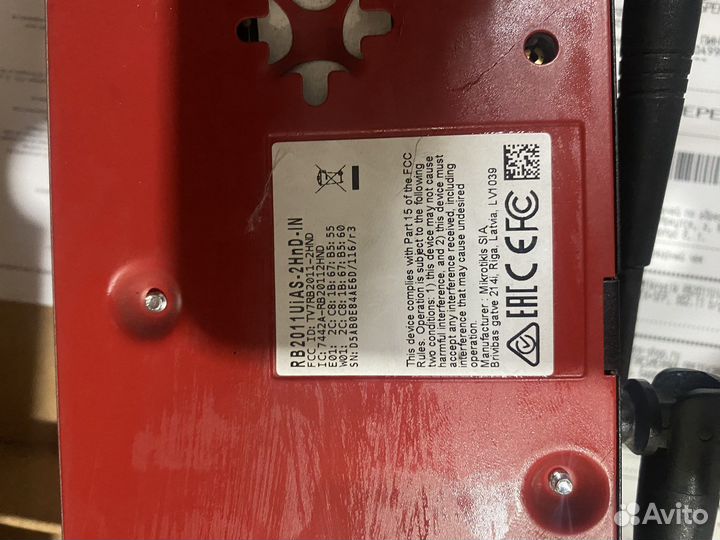 RB2011UiAS-2HnD-IN
FCC ID: TV7RB2011-2HND
IC: 7442A-RB20112HND
E01: 2C:C8:1B:67:B5:55
W01: 2C:C8:1B:67:B5:60
SN:D5AB0E84AE6D/116/r3
This device complies with Part 15 of the FCC
Rules. Operation is subject to the following
two conditions: 1) this device may not cause
harmful interference, and 2) this device must
accept any interference received, including
interference that may cause undesired
operation.
Manufacturer : Mikrotikls SIA,
Brivibas gatve 214i, Riga, Latvia, LV1039
EAC CE FC
Avito